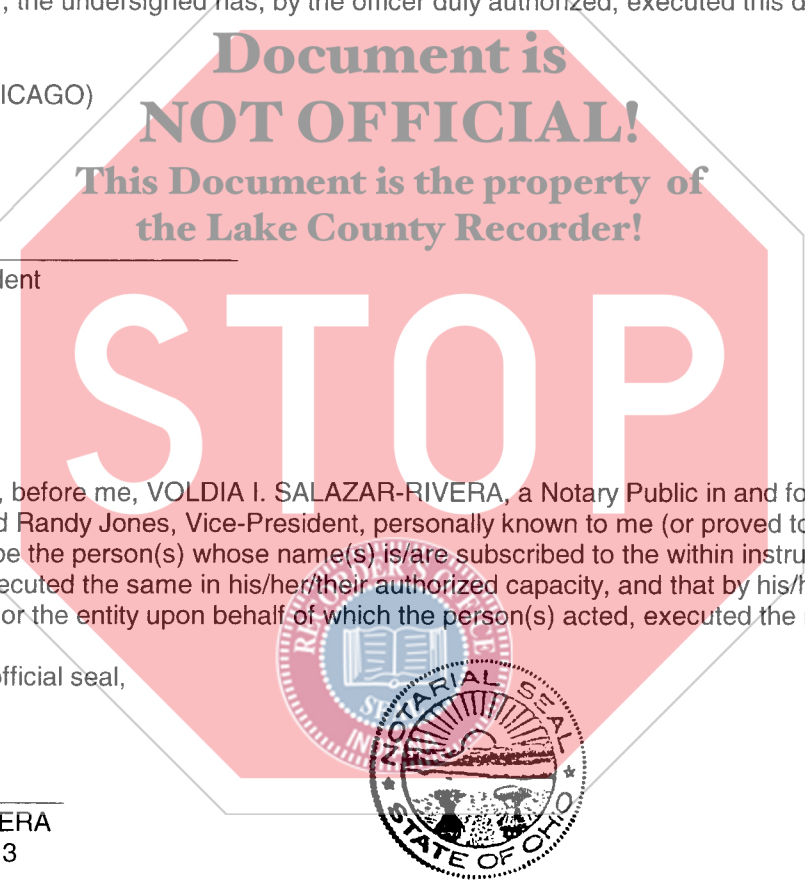 , the undersigned has, by the officer duly authorized, executed this d
Document is
ICAGO)
NOT OFFICIAL!
This Document is the property of
the Lake County Recorder!
dent
STOP
, before me, VOLDIA I. SALAZAR-RIVERA, a Notary Public in and fo
d Randy Jones, Vice-President, personally known to me (or proved to
be the person(s) whose name(s) is/are subscribed to the within instru
ecuted the same in his/her/their authorized capacity, and that by his/h
or the entity upon behalf of which the person(s) acted, executed the
RECORDER'S OFFICE
SEAL
INDIANA
official seal,
NOTARIAL SEAL
STATE OF OHIO
ERA
3